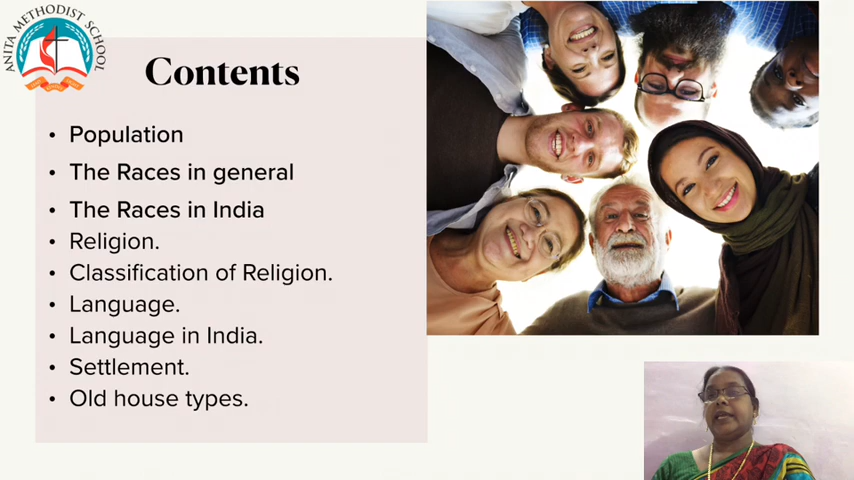 ANITA METHODIST SCHOOL
Contents
• Population
• The Races in general
• The Races in India
• Religion.
• Classification of Religion.
• Language.
• Language in India.
• Settlement.
• Old house types.